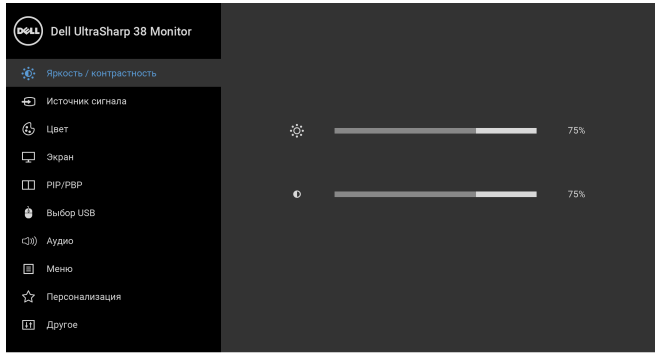 DELL
Dell UltraSharp 38 Monitor
Яркость / контрастность
Источник сигнала
Цвет
Экран
PIP/PBP
Выбор USB
Аудио
Меню
Персонализация
Другое
75%
75%